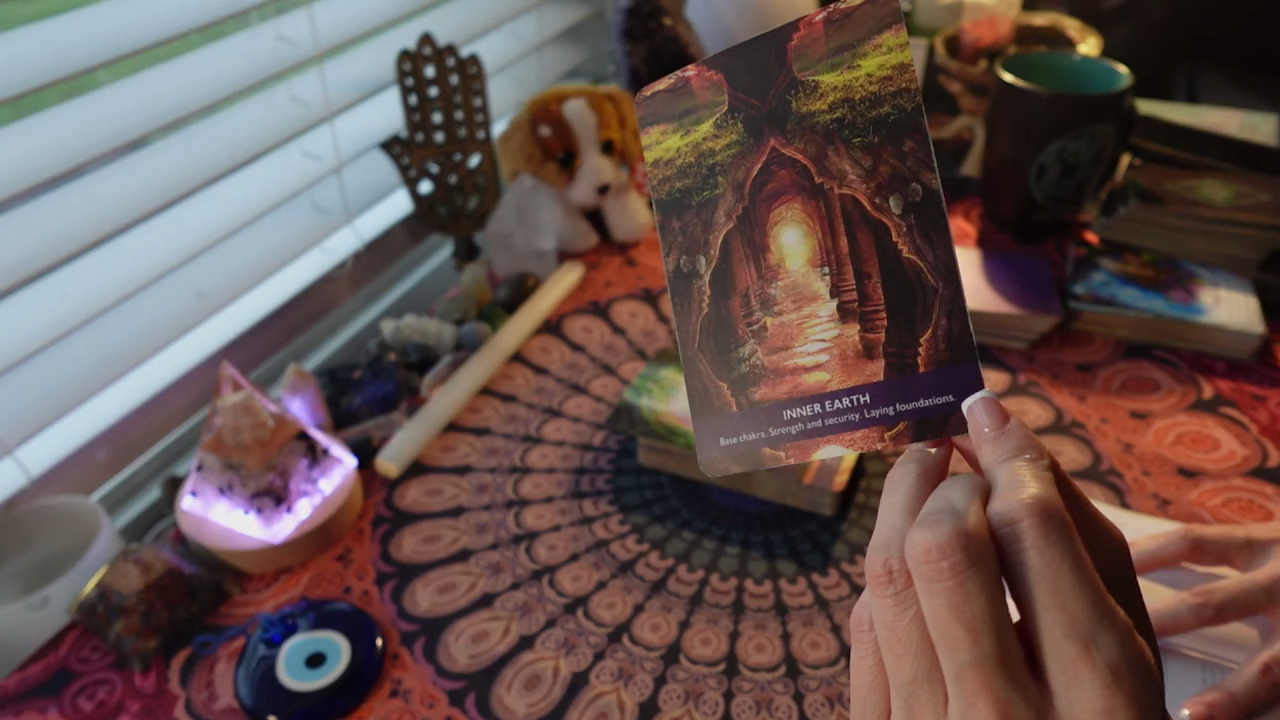 INNER EARTH
Base chakra. Strength and security. Laying foundations.